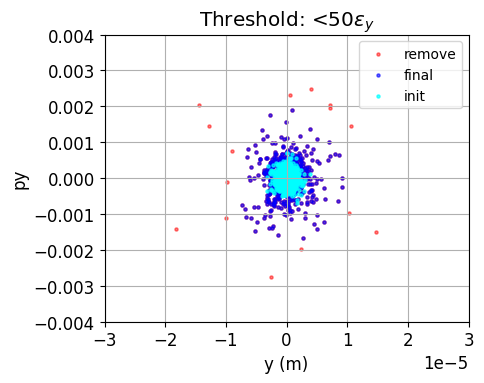 Threshold: <50εy
0.004
0.003
0.002
0.001
0.000
−0.001
−0.002
−0.003
−0.004
py
remove
final
init
−3
−2
−1
0
1
2
3
y (m)
1e−5